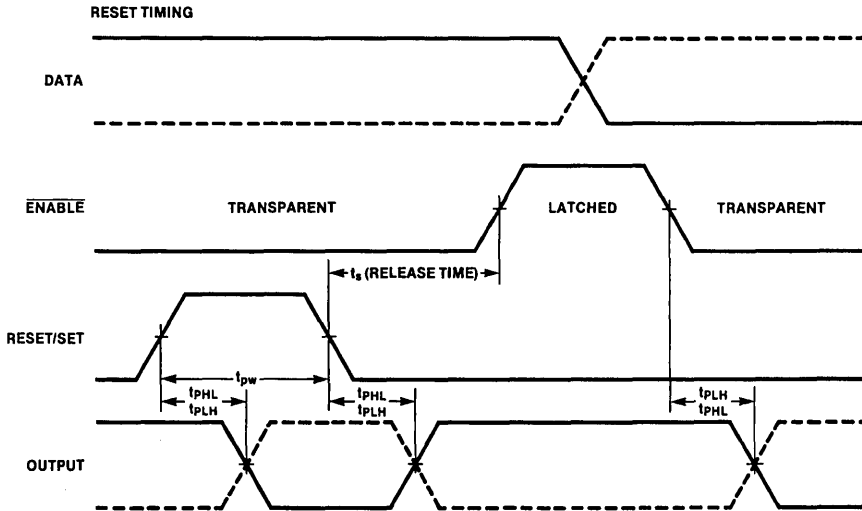 RESET TIMING
DATA
ENABLE
TRANSPARENT
LATCHED
TRANSPARENT
ts (RELEASE TIME)
RESET/SET
tpw
tPHL
tPLH
tPHL
tPLH
tPLH
tPHL
OUTPUT